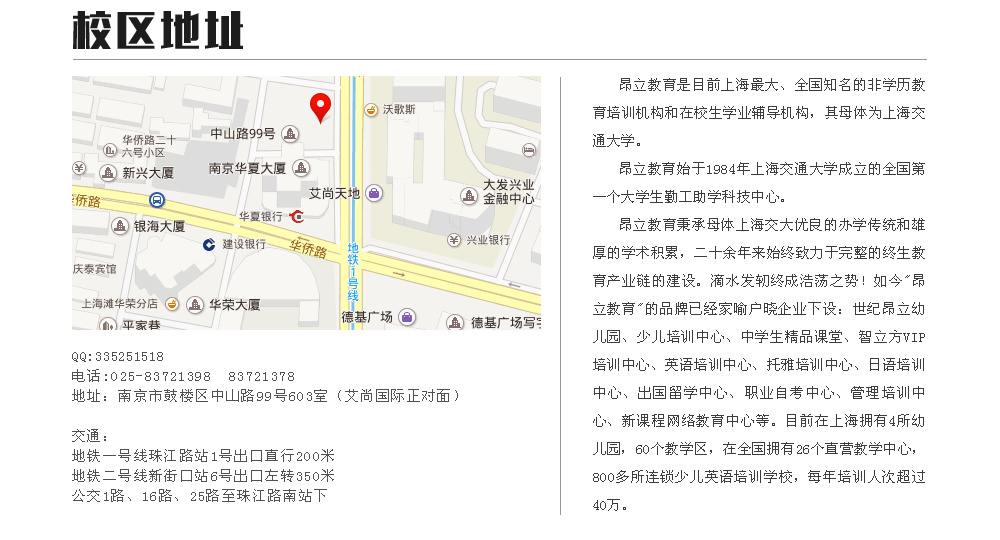 校区地址
沃歌斯
华侨路二十
六号小区
中山路99号
新兴大厦
南京华夏大厦
艾尚天地
大发兴业
金融中心
华侨路
华夏银行
银海大厦
建设银行
华侨路
兴业银行
地铁1号线
庆泰宾馆
上海滩华荣分店
华荣大厦
德基广场
平家巷
德基广场写字
QQ:335251518
电话:025-83721398 83721378
地址：南京市鼓楼区中山路99号603室（艾尚国际正对面）
交通：
地铁一号线珠江路站1号出口直行200米
地铁二号线新街口站6号出口左转350米
公交1路、16路、25路至珠江路南站下
昂立教育是目前上海最大、全国知名的非学历教
育培训机构和在校生学业辅导机构，其母体为上海交
通大学。
昂立教育始于1984年上海交通大学成立的全国第
一个大学生勤工助学科技中心。
昂立教育秉承母体上海交大优良的办学传统和雄
厚的学术积累，二十余年来始终致力于完整的终生教
育产业链的建设。滴水发轫终成浩荡之势！如今"昂
立教育"的品牌已经家喻户晓企业下设：世纪昂立幼
儿园、少儿培训中心、中学生精品课堂、智立方VIP
培训中心、英语培训中心、托雅培训中心、日语培训
中心、出国留学中心、职业自考中心、管理培训中
心、新课程网络教育中心等。目前在上海拥有4所幼
儿园，60个教学区，在全国拥有26个直营教学中心，
800多所连锁少儿英语培训学校，每年培训人次超过
40万。